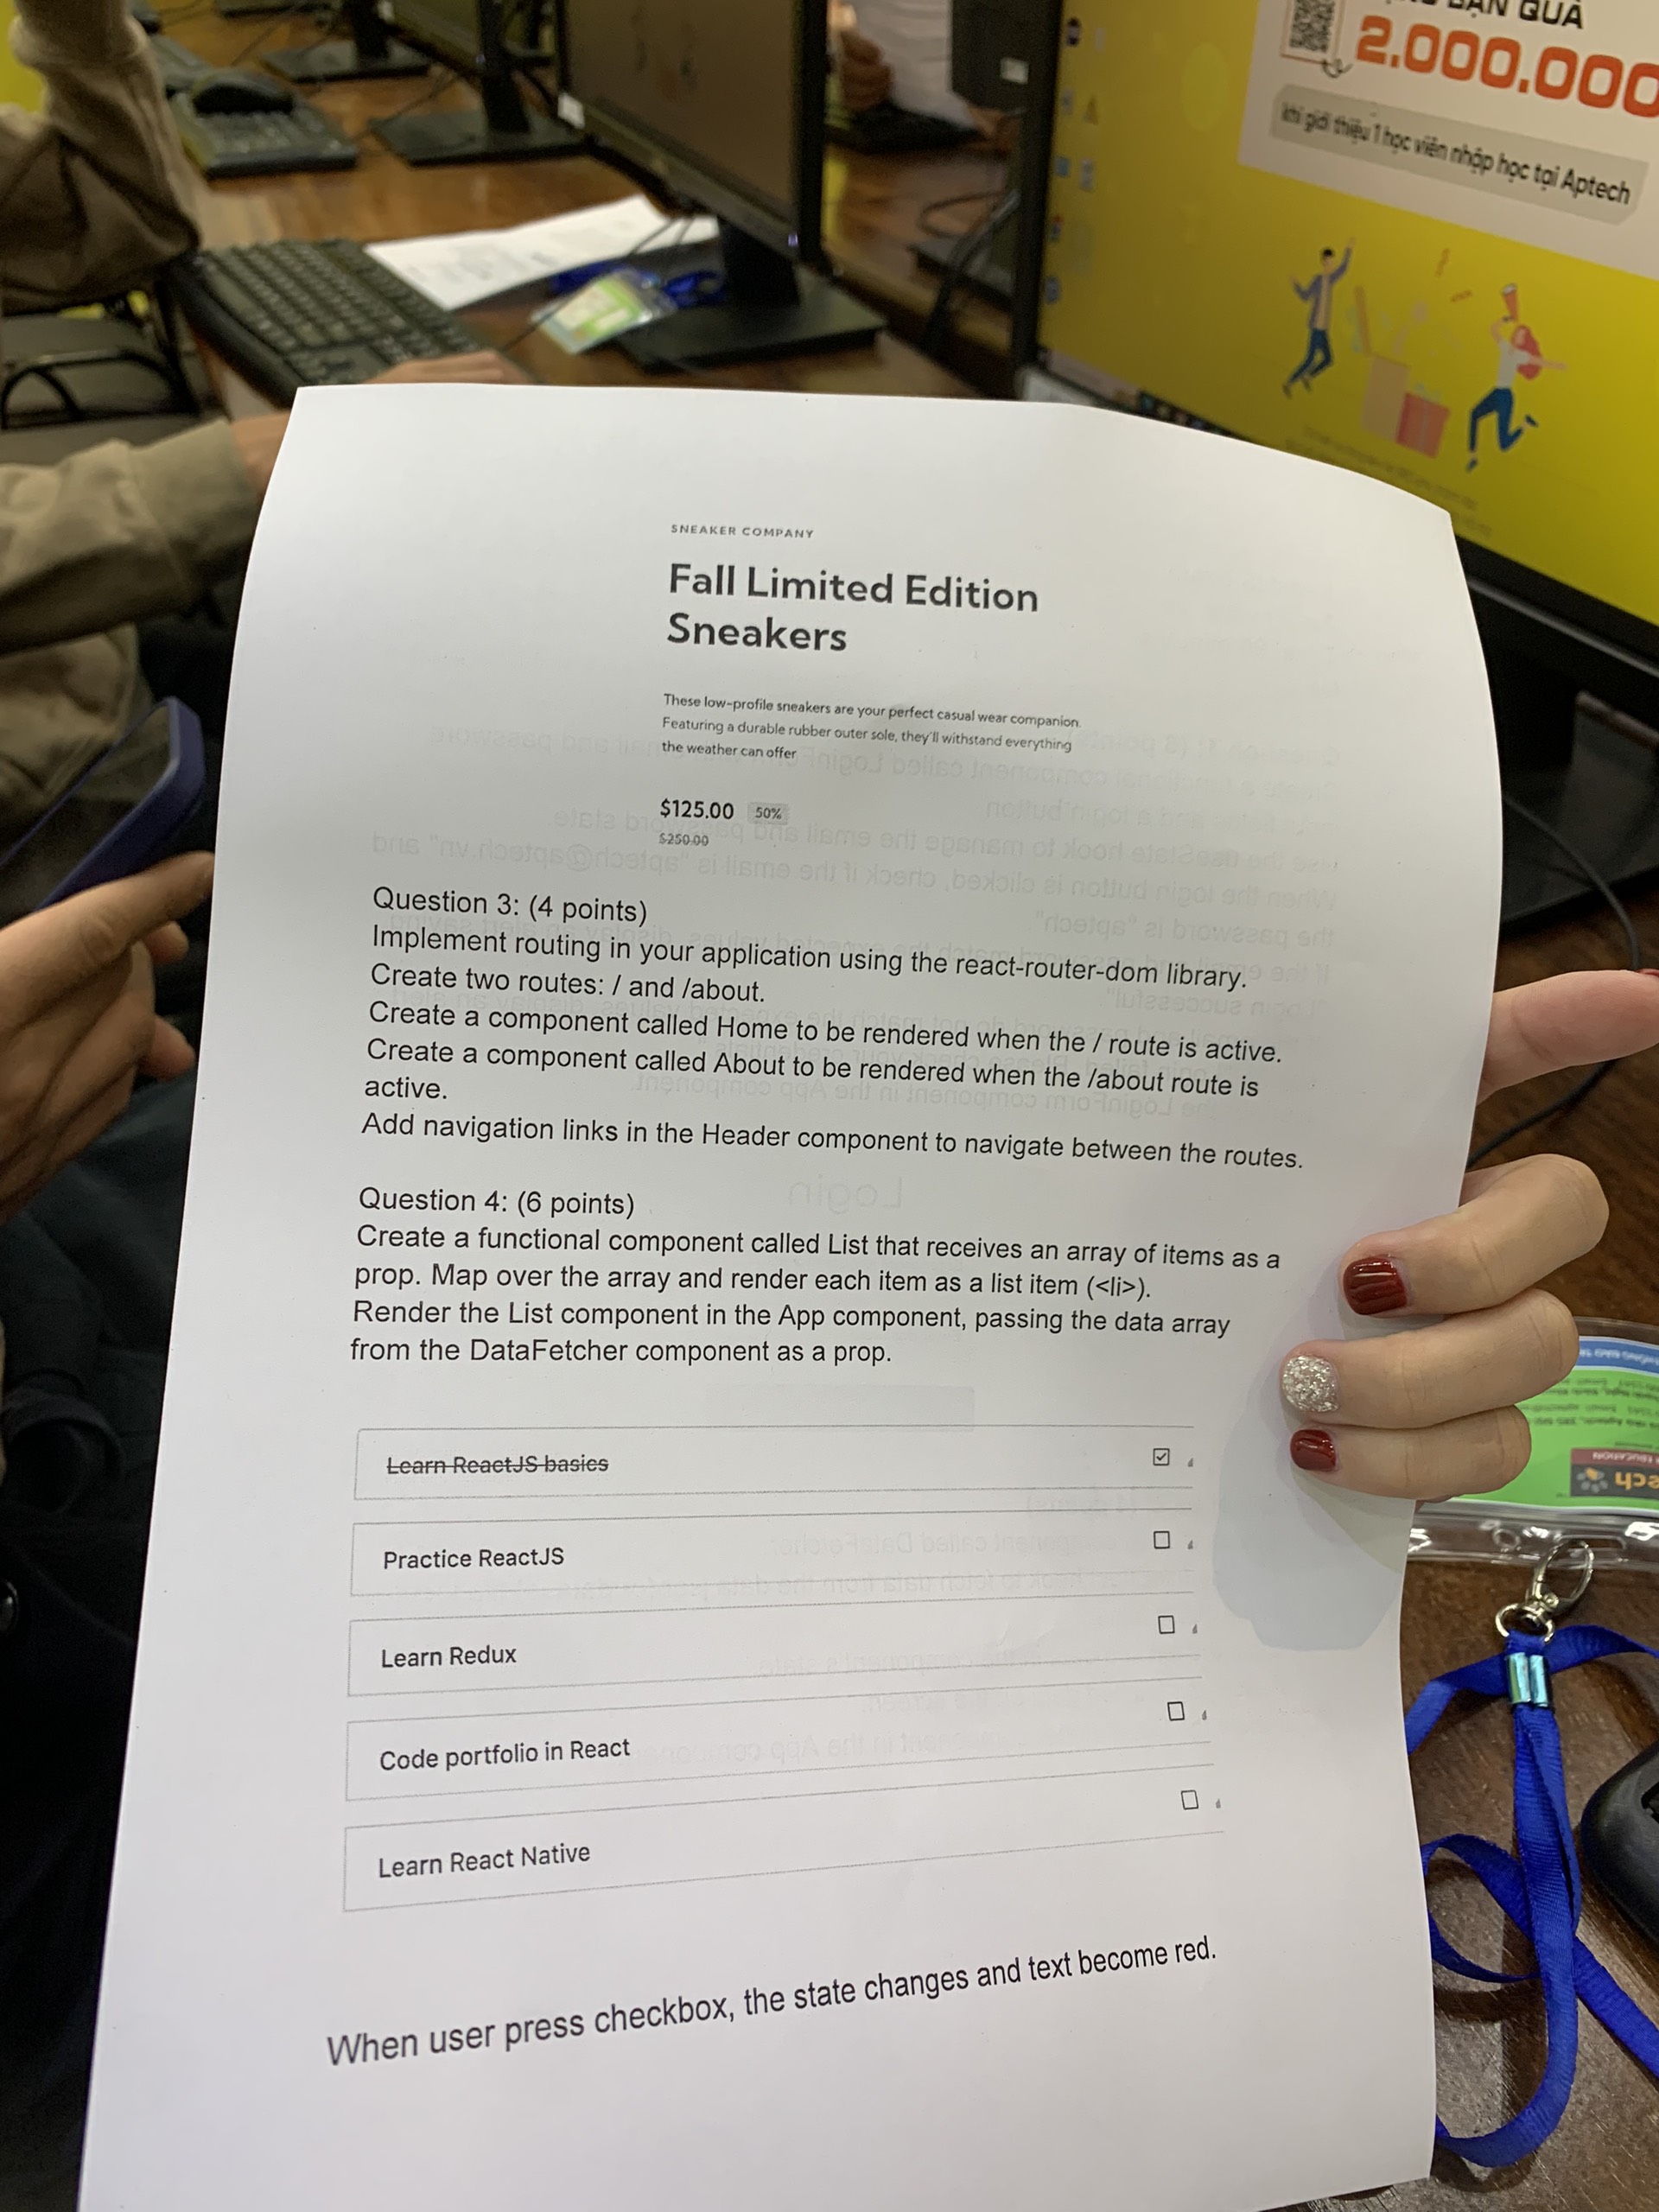 BẠN QUÀ
2.000.000
khi giới thiệu 1 học viên nhập học tại Aptech
SNEAKER COMPANY
Fall Limited Edition
Sneakers
These low-profile sneakers are your perfect casual wear companion.
Featuring a durable rubber outer sole, they'll withstand everything
the weather can offer
$125.00 50%
$250.00
Question 3: (4 points)
Implement routing in your application using the react-router-dom library.
Create two routes: / and /about.
Create a component called Home to be rendered when the / route is active.
Create a component called About to be rendered when the /about route is
active.
Add navigation links in the Header component to navigate between the routes.
Question 4: (6 points)
Create a functional component called List that receives an array of items as a
prop. Map over the array and render each item as a list item (<li>).
Render the List component in the App component, passing the data array
from the DataFetcher component as a prop.
Learn ReactJS basics
Practice ReactJS
Learn Redux
Code portfolio in React
Learn React Native
When user press checkbox, the state changes and text become red.